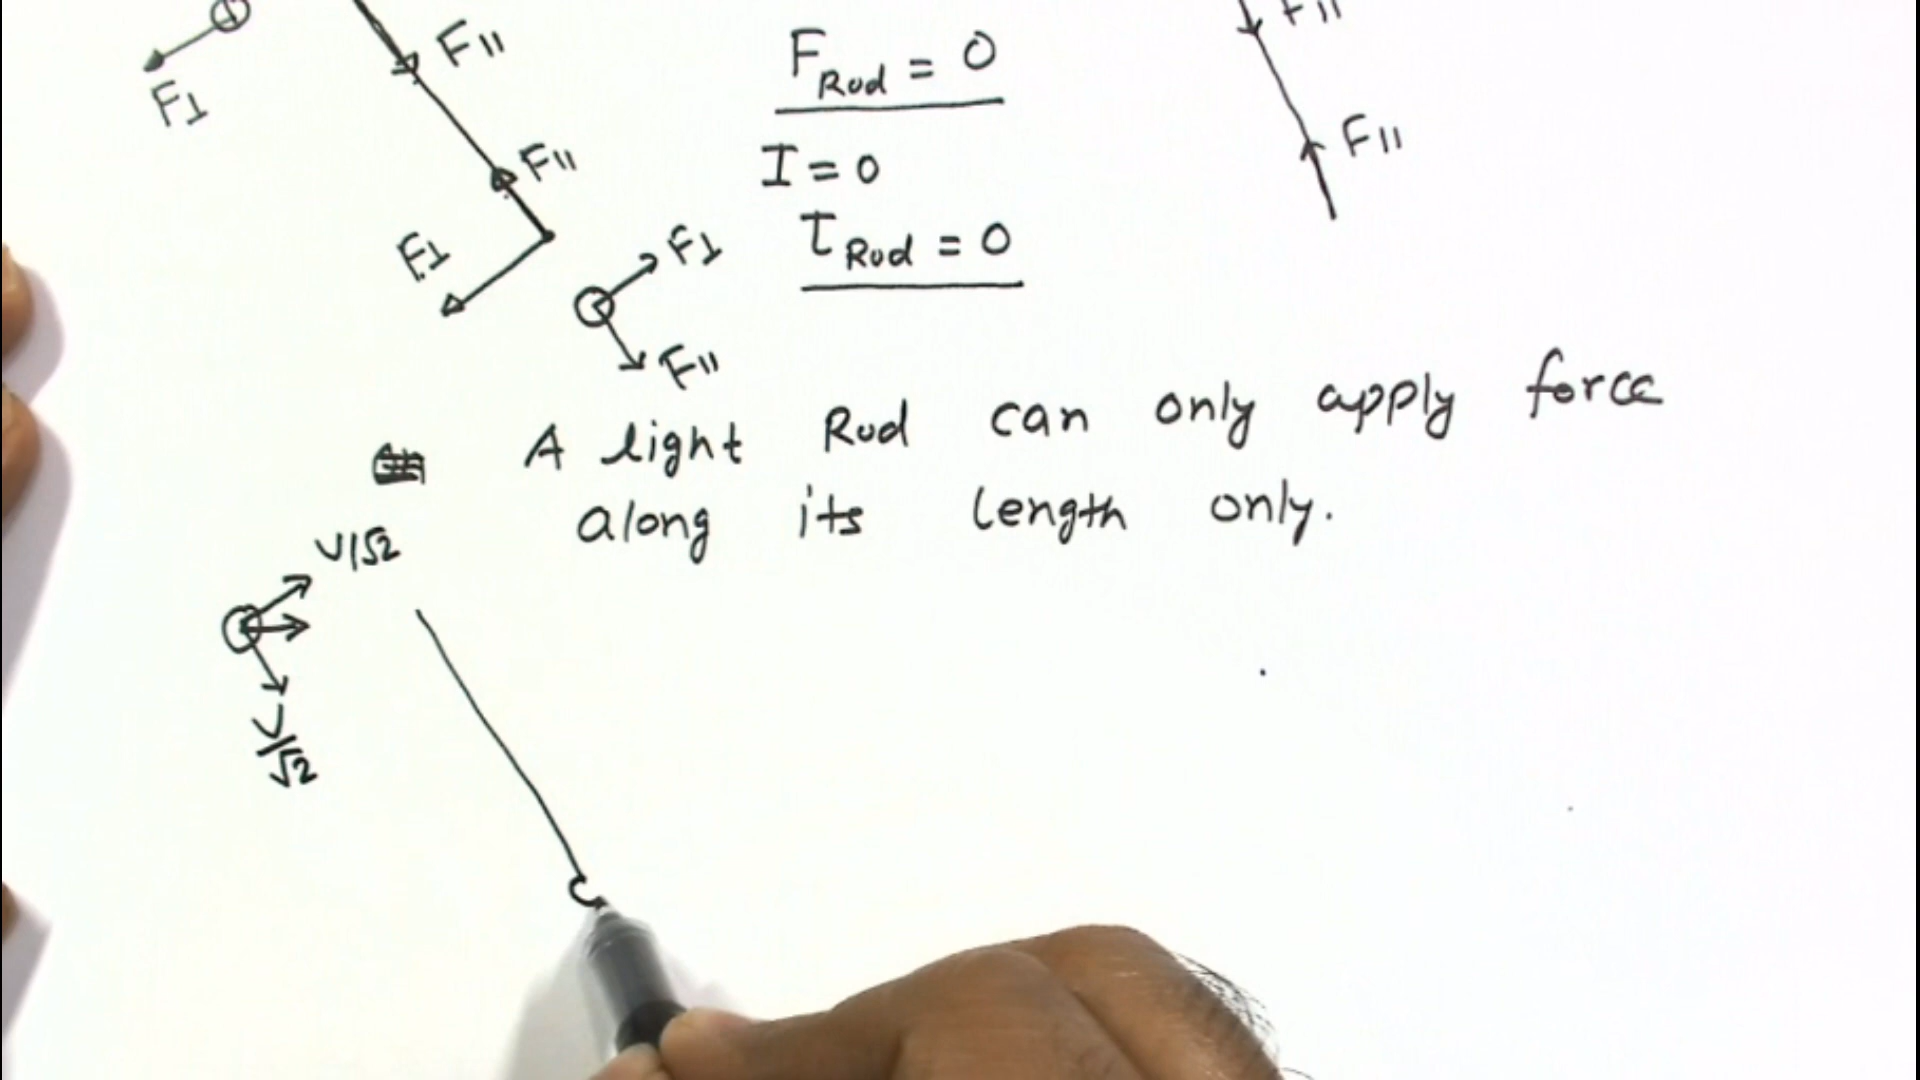 F∥
F∥
F⊥
F_Rod = 0
F∥
F∥
I = 0
F⊥
F⊥
τ_Rod = 0
F∥
A light Rod can only apply force
along its length only.
V/√2
V/√2